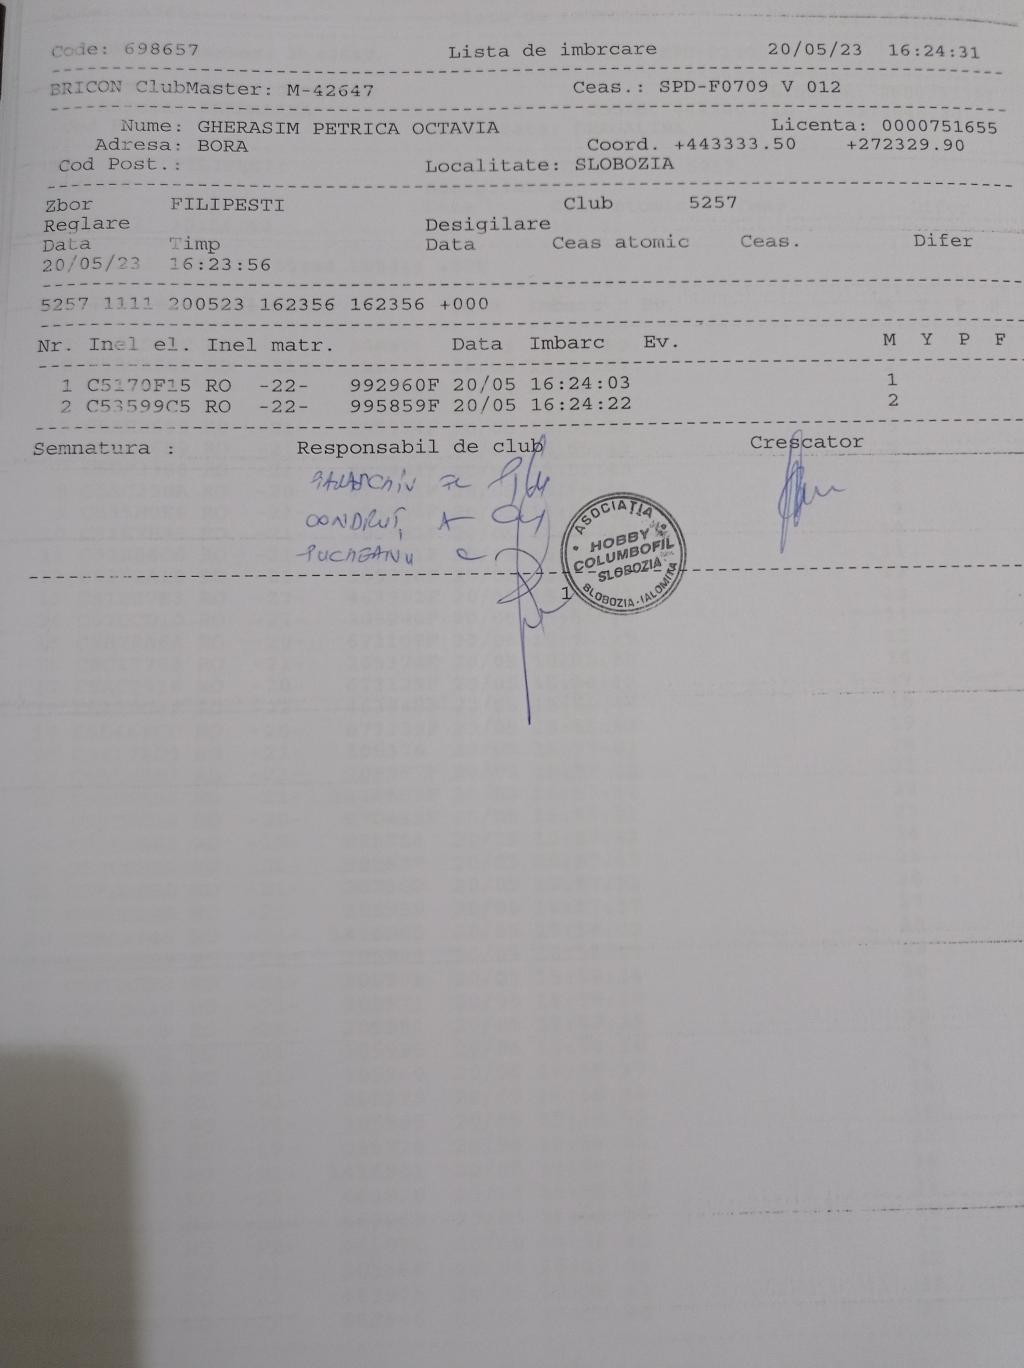 Code: 698657 Lista de imbrcare 20/05/23 16:24:31
BRICON ClubMaster: M-42647 Ceas.: SPD-F0709 V 012
Nume: GHERASIM PETRICA OCTAVIA Licenta: 0000751655
Adresa: BORA Coord. +443333.50 +272329.90
Cod Post.: Localitate: SLOBOZIA
Zbor FILIPESTI Club 5257
Reglare Desigilare
Data Timp Data Ceas atomic Ceas. Difer
20/05/23 16:23:56
5257 1111 200523 162356 162356 +000
Nr. Inel el. Inel matr. Data Imbarc Ev. M Y P F
1 C5170F15 RO -22- 992960F 20/05 16:24:03 1
2 C53599C5 RO -22- 995859F 20/05 16:24:22 2
Semnatura : Responsabil de club Crescator
CONDRUȚ A
ASOCIAȚIA
HOBBY
COLUMBOFIL
SLOBOZIA
SLOBOZIA-IALOMITA
1